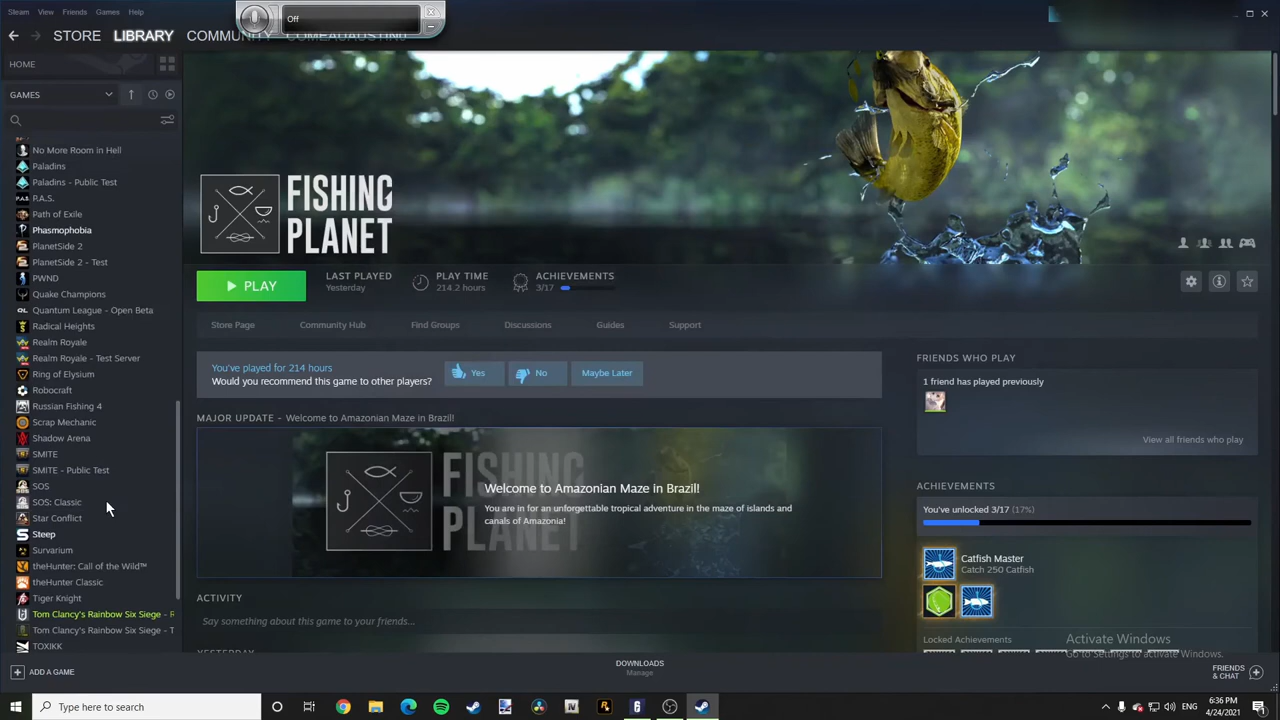 Steam View Friends Games Help
Off
STORE LIBRARY COMMUNITY
HOME
GAMES
No More Room in Hell
Paladins
Paladins - Public Test
P.A.S.
Path of Exile
Phasmophobia
PlanetSide 2
PlanetSide 2 - Test
PWND
Quake Champions
Quantum League - Open Beta
Radical Heights
Realm Royale
Realm Royale - Test Server
Ring of Elysium
Robocraft
Russian Fishing 4
Scrap Mechanic
Shadow Arena
SMITE
SMITE - Public Test
SOS
SOS: Classic
Star Conflict
Steep
Survarium
theHunter: Call of the Wild™
theHunter Classic
Tiger Knight
Tom Clancy's Rainbow Six Siege - R
Tom Clancy's Rainbow Six Siege - T
TOXIKK
ADD A GAME
FISHING
PLANET
PLAY
LAST PLAYED
Yesterday
PLAY TIME
214.2 hours
ACHIEVEMENTS
3/17
Store Page Community Hub Find Groups Discussions Guides Support
You've played for 214 hours
Would you recommend this game to other players?
Yes No Maybe Later
MAJOR UPDATE - Welcome to Amazonian Maze in Brazil!
Welcome to Amazonian Maze in Brazil!
You are in for an unforgettable tropical adventure in the maze of islands and
canals of Amazonia!
ACTIVITY
Say something about this game to your friends...
YESTERDAY
FRIENDS WHO PLAY
1 friend has played previously
View all friends who play
ACHIEVEMENTS
You've unlocked 3/17 (17%)
Catfish Master
Catch 250 Catfish
Locked Achievements
Activate Windows
Go to Settings to activate Windows.
DOWNLOADS
Manage
FRIENDS
& CHAT
Type here to search
ENG
6:36 PM
4/24/2021